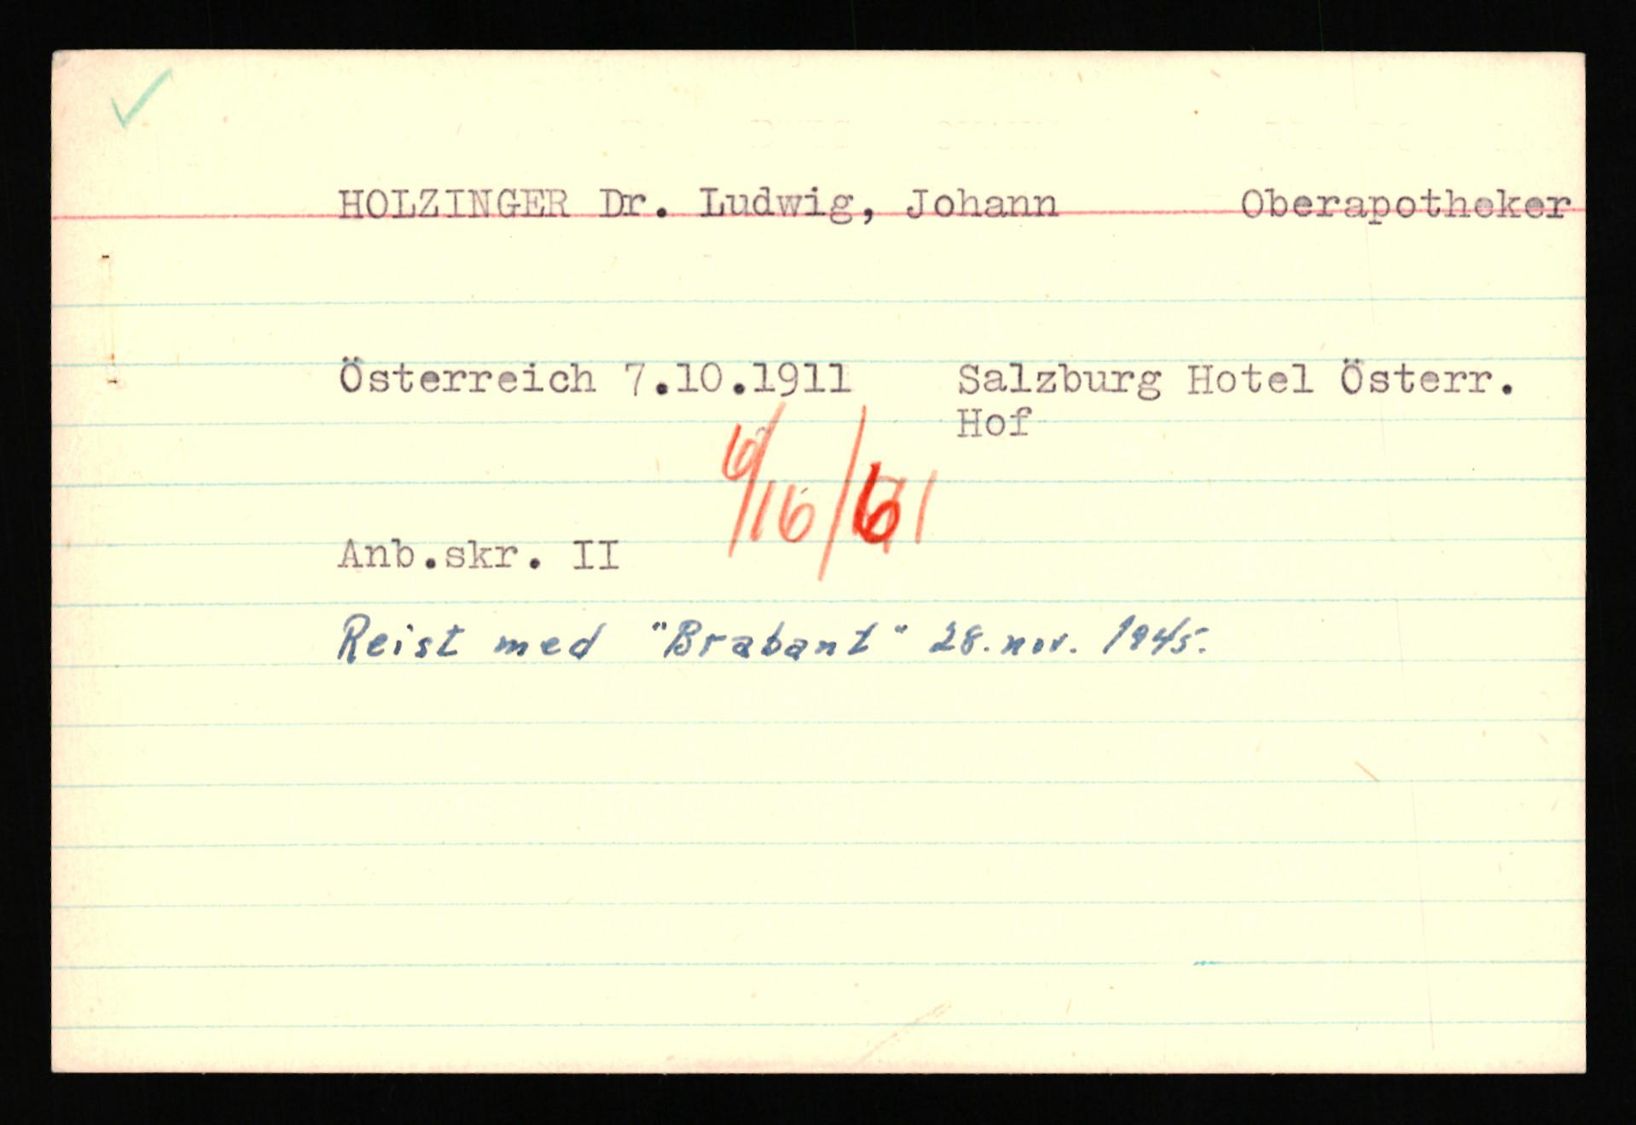 HOLZINGER Dr. Ludwig, Johann Oberapotheker
Österreich 7.10.1911 Salzburg Hotel Österr.
Hof
Anb.skr. II
Reist med "Brabant" 28. nov. 1945.